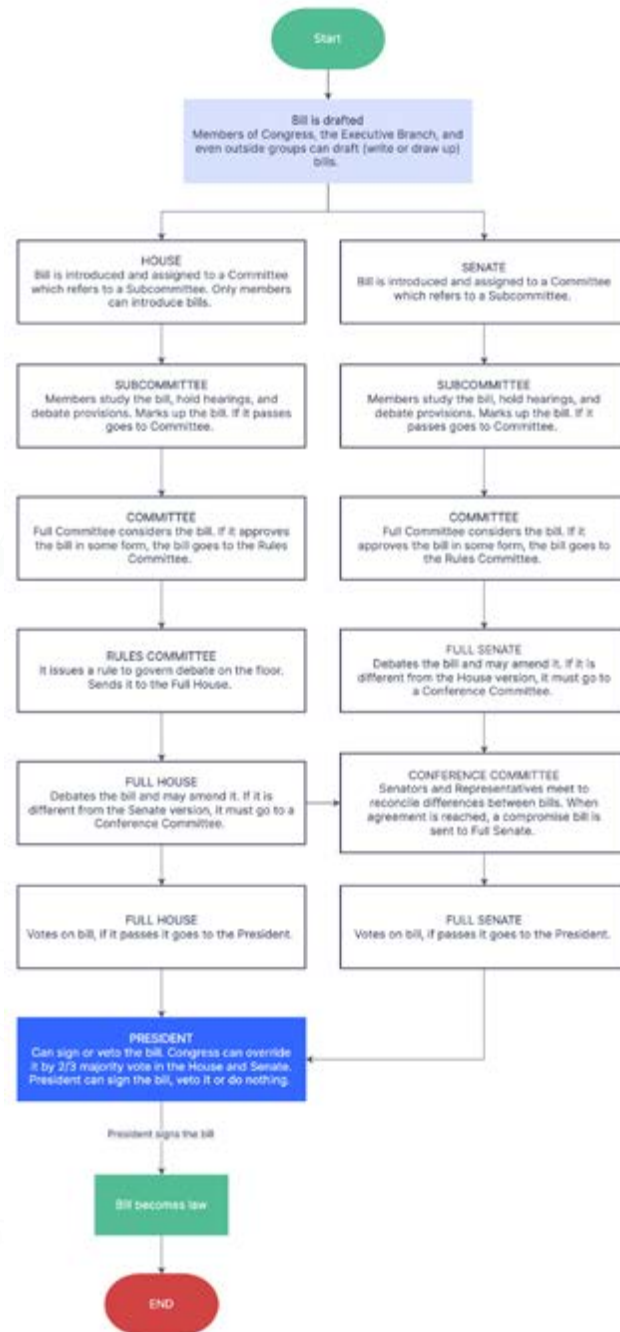 Start
Bill is drafted
Members of Congress, the Executive Branch, and
even outside groups can draft (write or draw up)
bills.
HOUSE
Bill is introduced and assigned to a Committee
which refers to a Subcommittee. Only members
can introduce bills.
SENATE
Bill is introduced and assigned to a Committee
which refers to a Subcommittee.
SUBCOMMITTEE
Members study the bill, hold hearings, and
debate provisions. Marks up the bill. If it passes
goes to Committee.
SUBCOMMITTEE
Members study the bill, hold hearings, and
debate provisions. Marks up the bill. If it
passes goes to Committee.
COMMITTEE
Full Committee considers the bill. If it approves
the bill in some form, the bill goes to the Rules
Committee.
COMMITTEE
Full Committee considers the bill. If it
approves the bill in some form, the bill goes to
the Rules Committee.
RULES COMMITTEE
It issues a rule to govern debate on the floor.
Sends it to the Full House.
FULL SENATE
Debates the bill and may amend it. If it is
different from the House version, it must go to
a Conference Committee.
FULL HOUSE
Debates the bill and may amend it. If it is
different from the Senate version, it must go to a
Conference Committee.
CONFERENCE COMMITTEE
Senators and Representatives meet to
reconcile differences between bills. When
agreement is reached, a compromise bill is
sent to Full Senate.
FULL HOUSE
Votes on bill, if it passes it goes to the President.
FULL SENATE
Votes on bill, if passes it goes to the President.
PRESIDENT
Can sign or veto the bill. Congress can override
it by 2/3 majority vote in the House and Senate.
President can sign the bill, veto it or do nothing.
President signs the bill
Bill becomes law
END